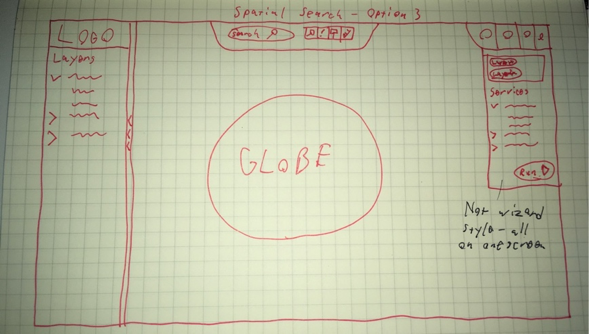 Spatial Search - Option 3
LOGO
Search
Layers
Services
GLOBE
Run
Not wizard
style - all
on one screen